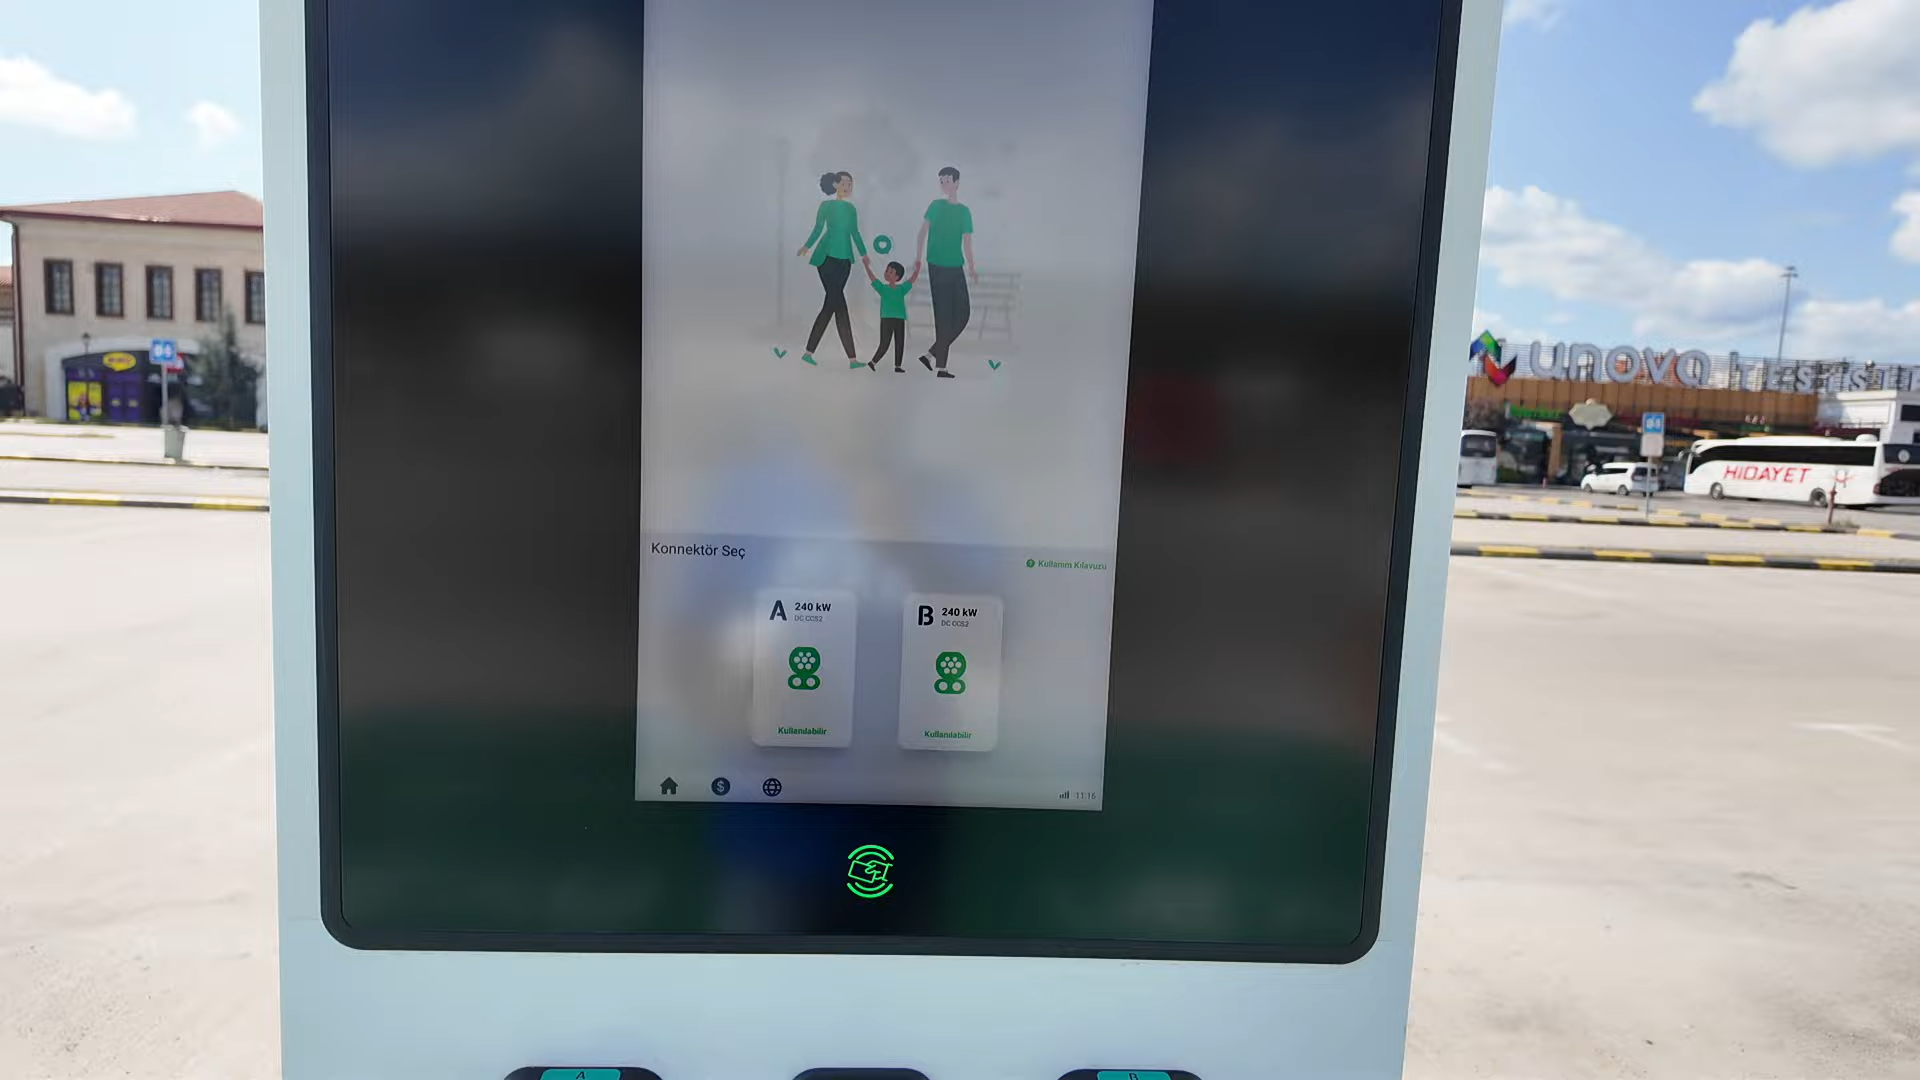 unova
HIDAYET
Konnektör Seç
Kullanım Kılavuzu
A 240 kW
DC CCS2
Kullanılabilir
B 240 kW
DC CCS2
Kullanılabilir
11:16
A
B